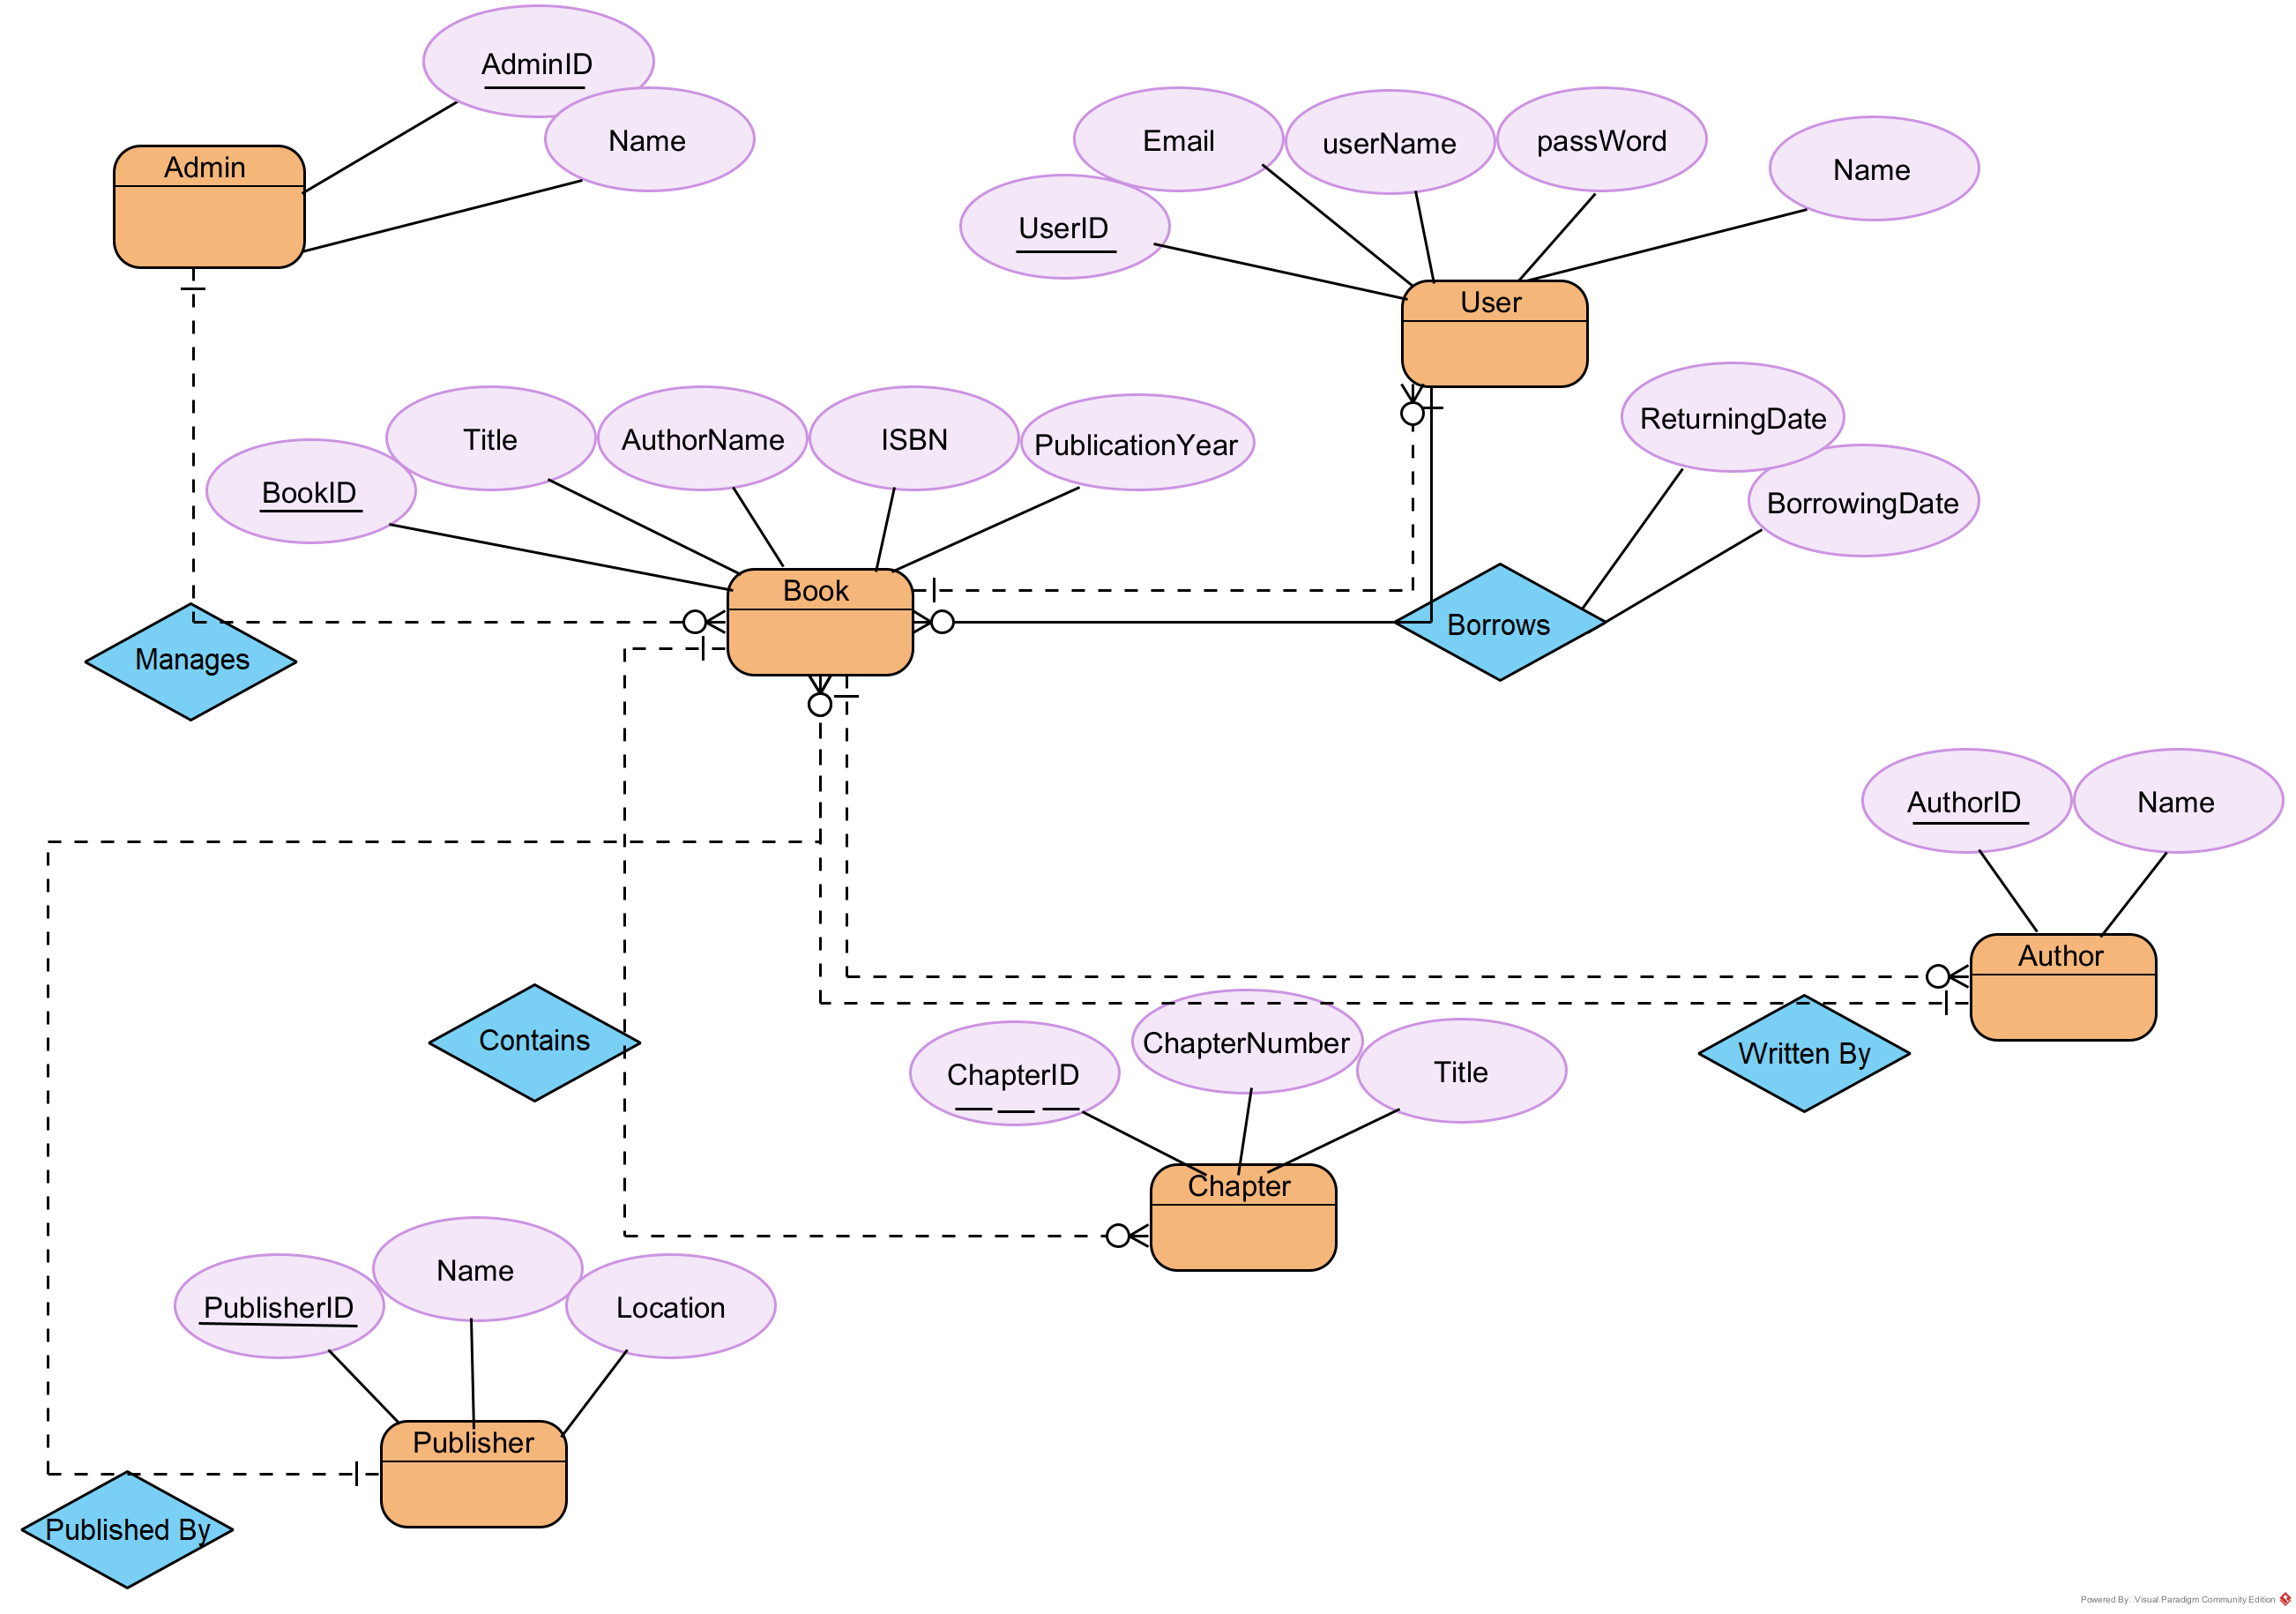 AdminID
Name
Admin
Email
userName
passWord
Name
UserID
User
ReturningDate
BorrowingDate
Title
AuthorName
ISBN
PublicationYear
BookID
Book
Borrows
Manages
AuthorID
Name
Author
Written By
Contains
ChapterNumber
ChapterID
Title
Chapter
Name
PublisherID
Location
Publisher
Published By
Powered By Visual Paradigm Community Edition